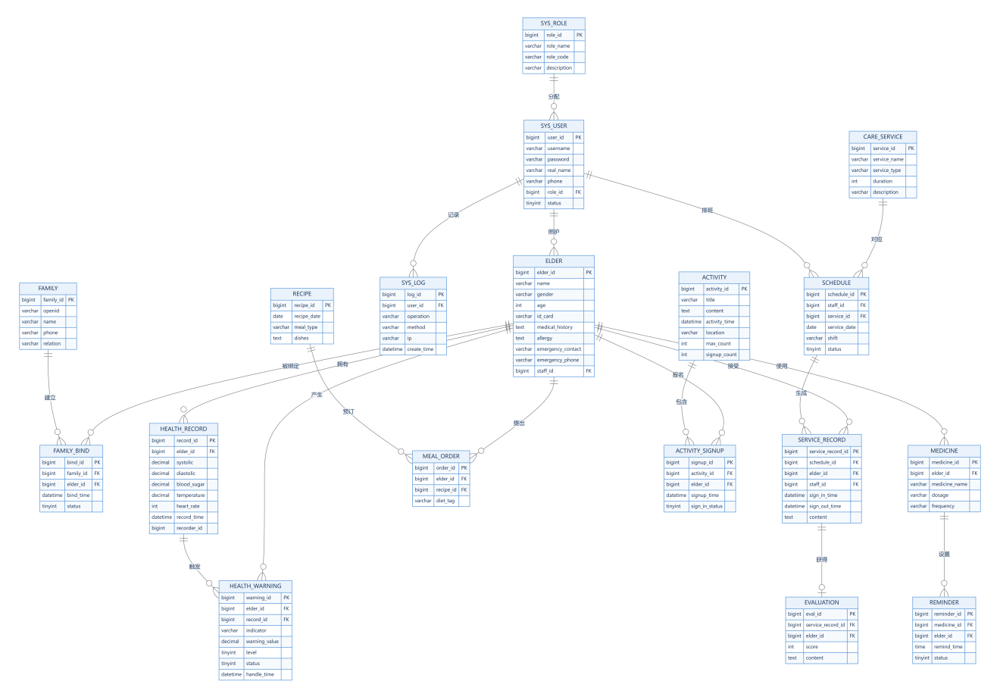 SYS_ROLE
bigint role_id PK
varchar role_name
varchar role_code
varchar description
分配
SYS_USER
bigint user_id PK
varchar username
varchar password
varchar real_name
varchar phone
bigint role_id FK
tinyint status
CARE_SERVICE
bigint service_id PK
varchar service_name
varchar service_type
int duration
varchar description
记录
照护
排班
对应
FAMILY
bigint family_id PK
varchar openid
varchar name
varchar phone
varchar relation
RECIPE
bigint recipe_id PK
date recipe_date
varchar meal_type
text dishes
SYS_LOG
bigint log_id PK
bigint user_id FK
varchar operation
varchar method
varchar ip
datetime create_time
ELDER
bigint elder_id PK
varchar name
varchar gender
int age
varchar id_card
text medical_history
text allergy
varchar emergency_contact
varchar emergency_phone
bigint staff_id FK
ACTIVITY
bigint activity_id PK
varchar title
text content
datetime activity_time
varchar location
int max_count
int signup_count
SCHEDULE
bigint schedule_id PK
bigint staff_id FK
bigint service_id FK
date service_date
varchar shift
tinyint status
建立
被绑定
拥有
产生
预订
提出
报名
包含
接受
使用
生成
FAMILY_BIND
bigint bind_id PK
bigint family_id FK
bigint elder_id FK
datetime bind_time
tinyint status
HEALTH_RECORD
bigint record_id PK
bigint elder_id FK
decimal systolic
decimal diastolic
decimal blood_sugar
decimal temperature
int heart_rate
datetime record_time
bigint recorder_id
MEAL_ORDER
bigint order_id PK
bigint elder_id FK
bigint recipe_id FK
varchar diet_tag
ACTIVITY_SIGNUP
bigint signup_id PK
bigint activity_id FK
bigint elder_id FK
datetime signup_time
tinyint sign_in_status
SERVICE_RECORD
bigint service_record_id PK
bigint schedule_id FK
bigint elder_id FK
bigint staff_id FK
datetime sign_in_time
datetime sign_out_time
text content
MEDICINE
bigint medicine_id PK
bigint elder_id FK
varchar medicine_name
varchar dosage
varchar frequency
触发
获得
设置
HEALTH_WARNING
bigint warning_id PK
bigint elder_id FK
bigint record_id FK
varchar indicator
decimal warning_value
tinyint level
tinyint status
datetime handle_time
EVALUATION
bigint eval_id PK
bigint service_record_id FK
bigint elder_id FK
int score
text content
REMINDER
bigint reminder_id PK
bigint medicine_id FK
bigint elder_id FK
time remind_time
tinyint status